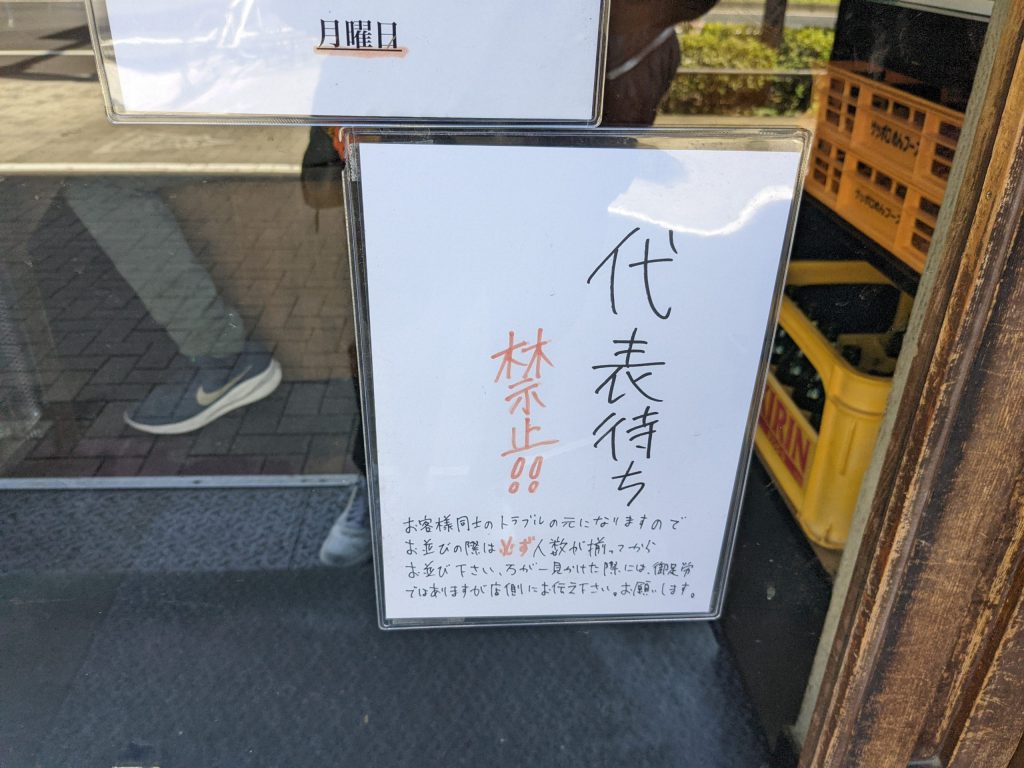 月曜日
代表待ち
禁止!!
お客様同士のトラブルの元になりますので
お並びの際は必ず人数が揃ってから
お並び下さい、万が一見かけた際には、御足労
ではありますが店側にお伝え下さい。お願いします。
KIRIN